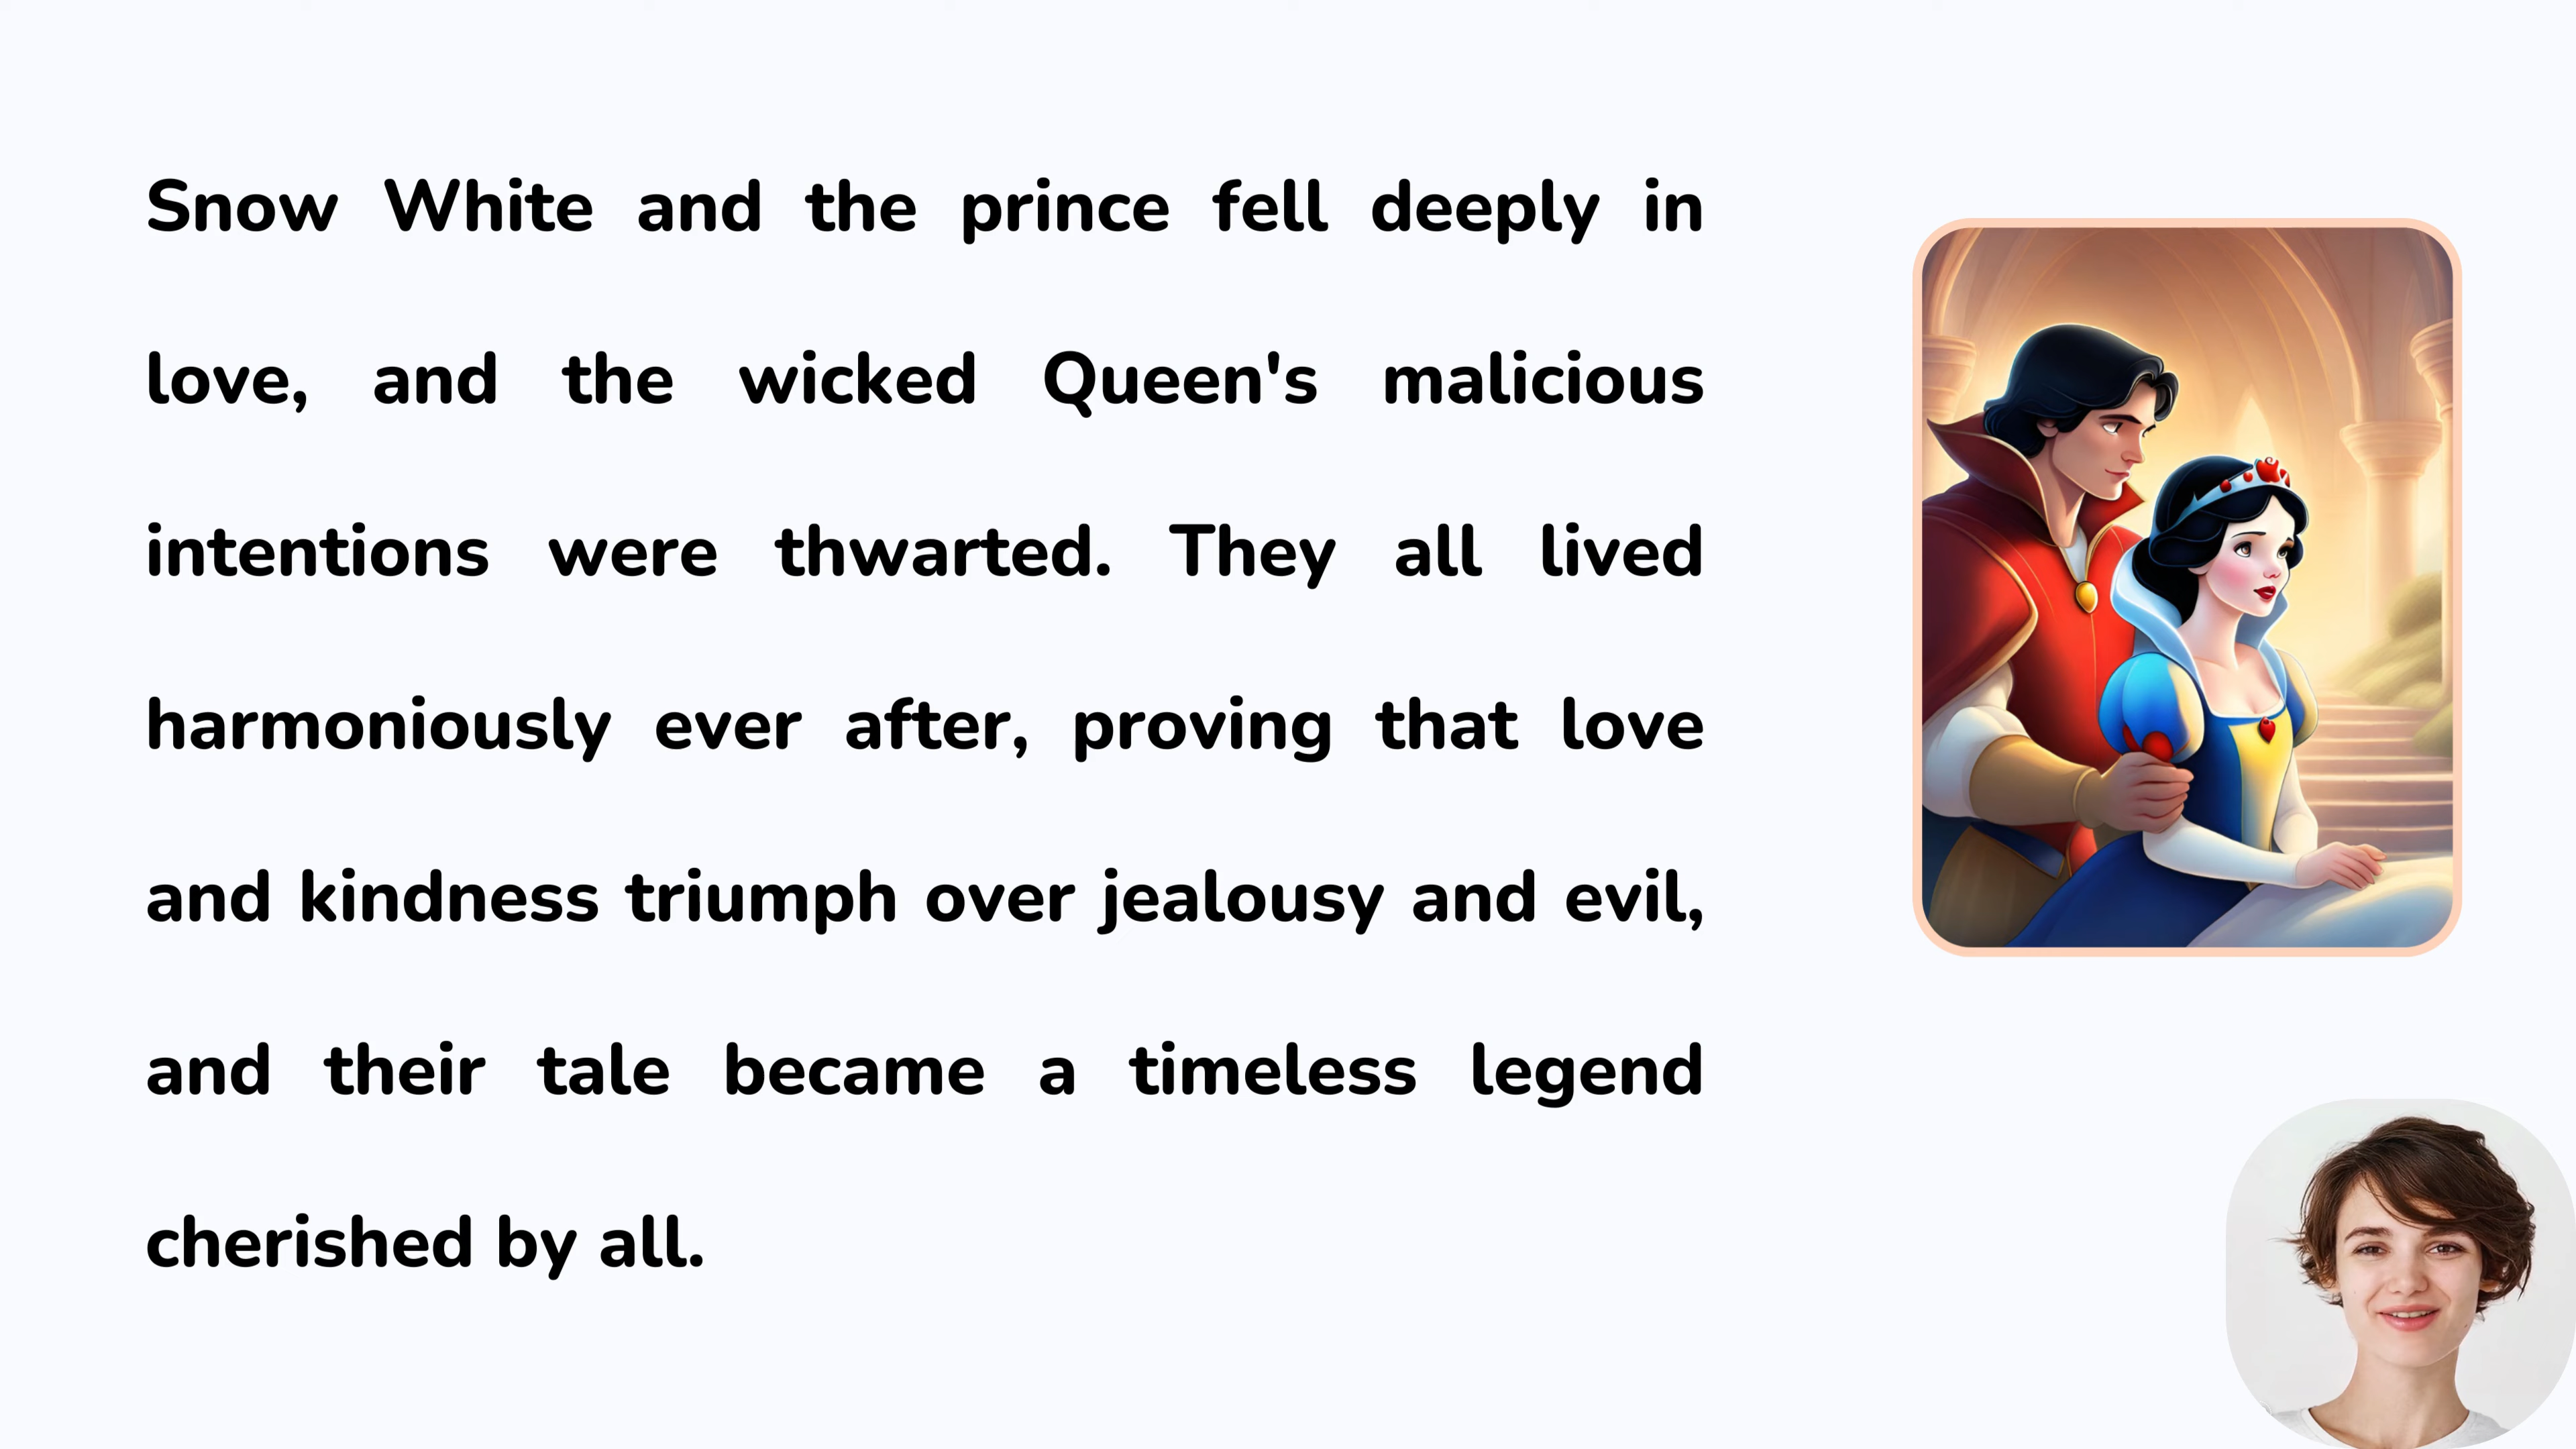 Snow White and the prince fell deeply in
love, and the wicked Queen's malicious
intentions were thwarted. They all lived
harmoniously ever after, proving that love
and kindness triumph over jealousy and evil,
and their tale became a timeless legend
cherished by all.